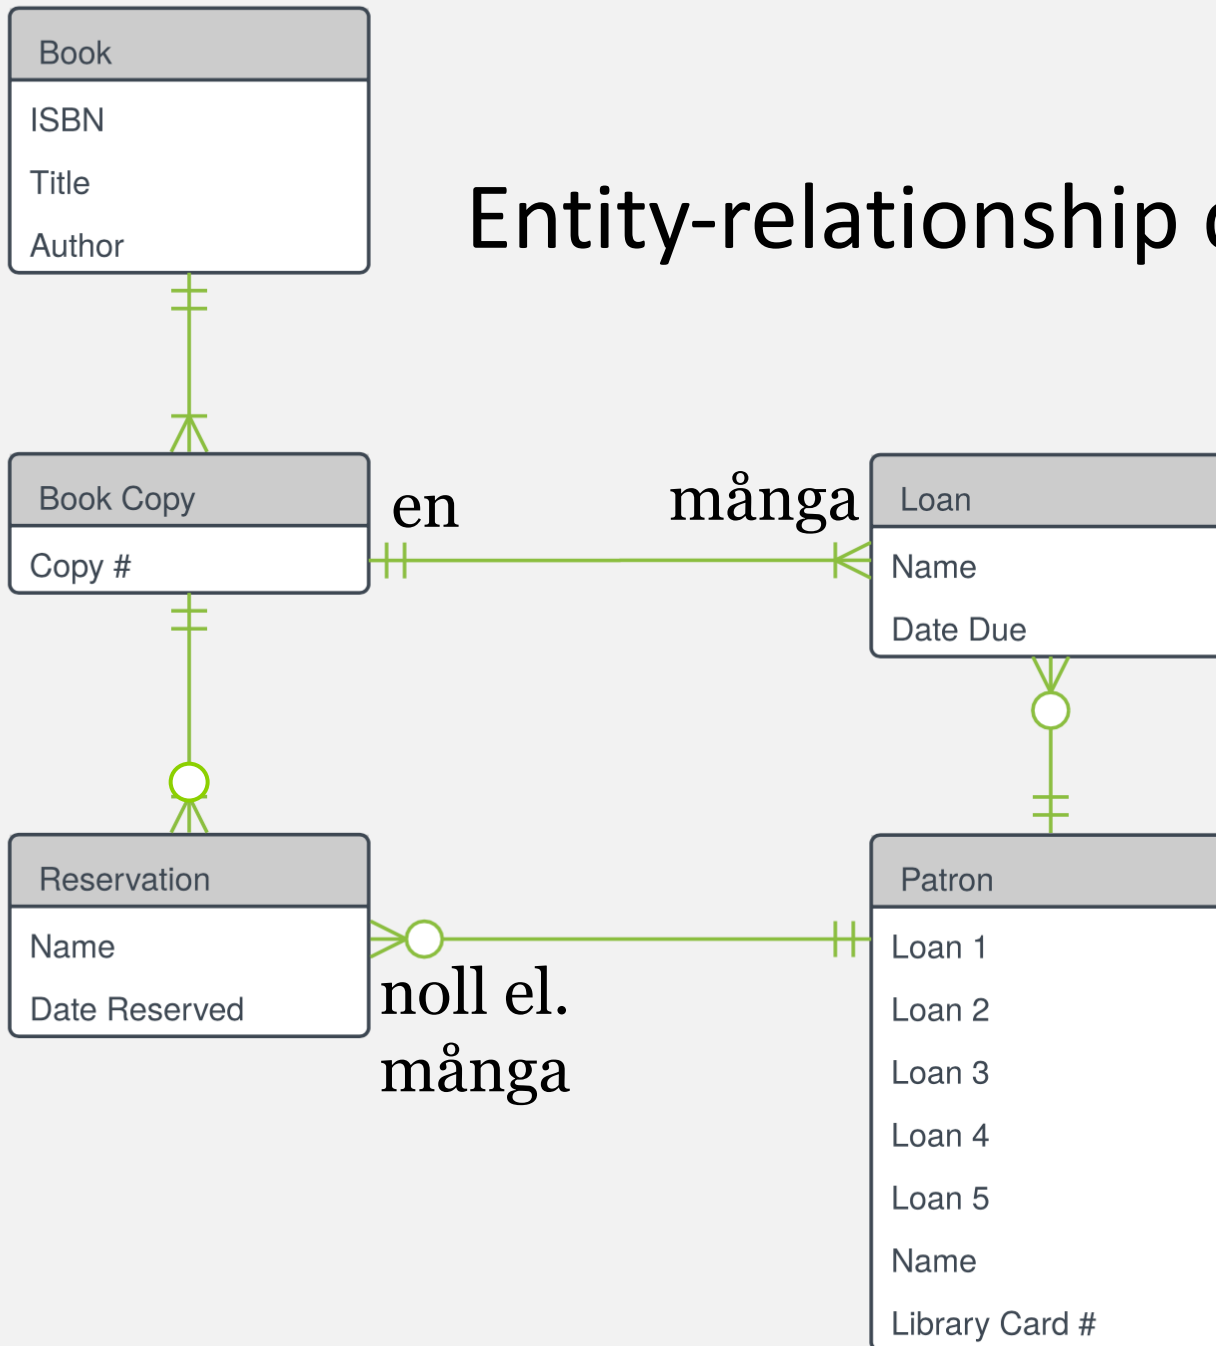 Book
ISBN
Title
Author
Entity-relationship
Book Copy
Copy #
en
många
Loan
Name
Date Due
Reservation
Name
Date Reserved
noll el.
många
Patron
Loan 1
Loan 2
Loan 3
Loan 4
Loan 5
Name
Library Card #